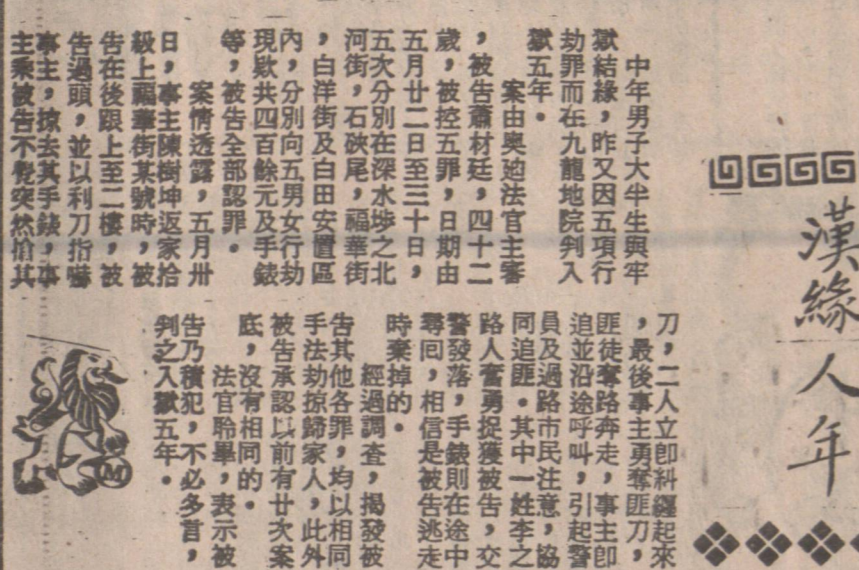 漢緣
人年
中年男子大半生與牢
獄結緣，昨又因五項行
劫罪而在九龍地院判入
獄五年。
案由奧廹法官主審
，被告蕭材廷，四十二
歲，被控五罪，日期由
五月廿二日至三十日，
五次分別在深水埗之北
河街，石硤尾，福華街
，白洋街及白田安置區
內，分別向五男女行劫
現欵共四百餘元及手錶
等，被告全部認罪。
案情透露，五月卅
日，事主陳樹坤返家拾
級上福華街某號時，被
告在後跟上至二樓，被
告過頭，並以利刀指嚇
事主，掠去其手錶，事
主乘被告不覺突然其
刀，二人立卽糾纒起來
，最後事主勇奪匪刀，
匪徒奪路奔走，事主卽
追並沿途呼叫，引起警
員及過路市民注意，協
同追匪。其中一姓李之
路人奮勇捉獲被告，交
警發落，手錶則在途中
尋囘，相信是被告逃走
時棄掉的。
經過調查，揭發被
告其他各罪，均以相同
手法劫掠歸家人，此外
被告承認以前有廿次案
底，沒有相同的。
法官聆畢，表示被
告乃積犯，不必多言，
判之入獄五年。
M